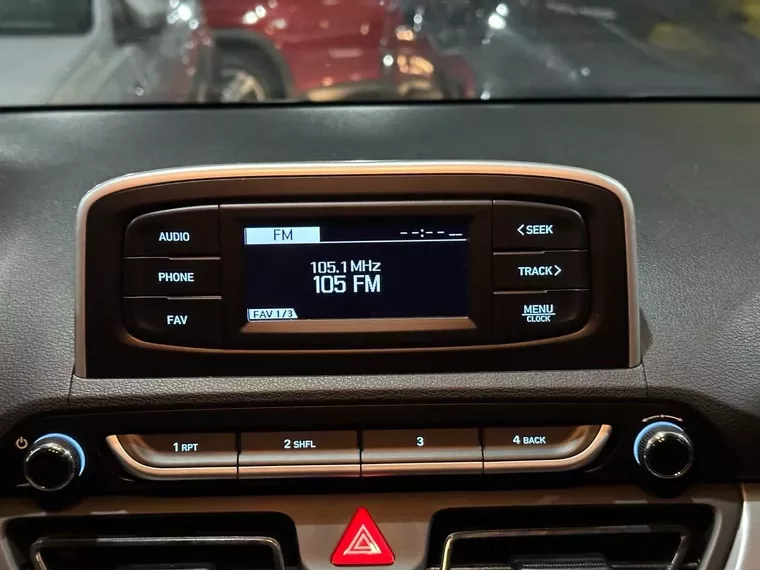 AUDIO
PHONE
FAV
FM
--:-- --
105.1 MHz
105 FM
FAV 1/3
<SEEK
TRACK>
MENU
CLOCK
1 RPT
2 SHFL
3
4 BACK